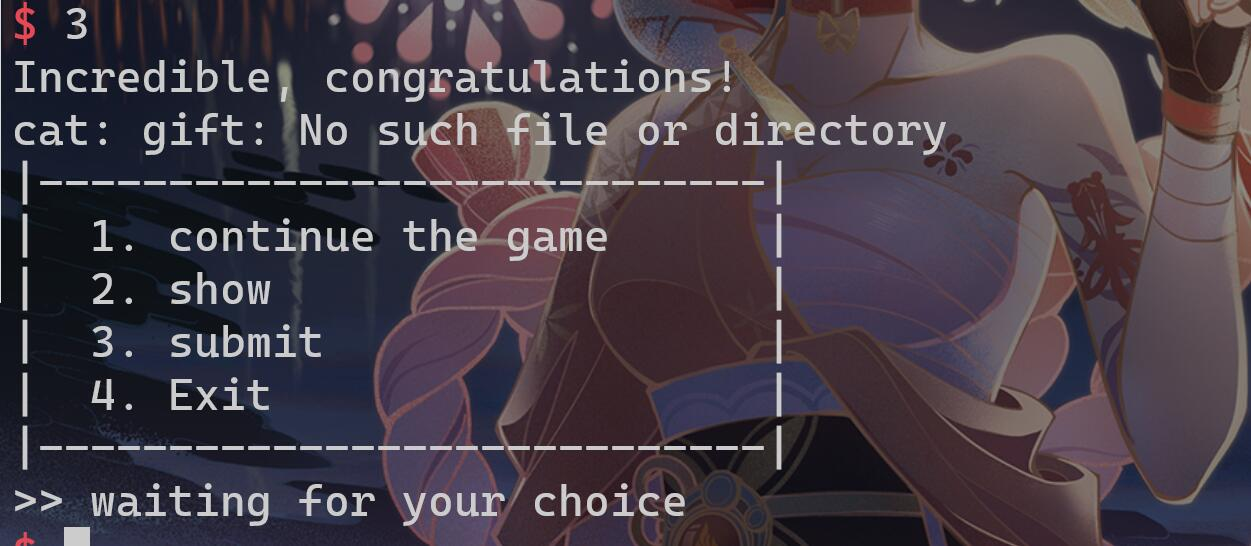 $ 3
Incredible, congratulations!
cat: gift: No such file or directory
|----------------------------|
|  1. continue the game      |
|  2. show                   |
|  3. submit                 |
|  4. Exit                   |
|----------------------------|
>> waiting for your choice
$